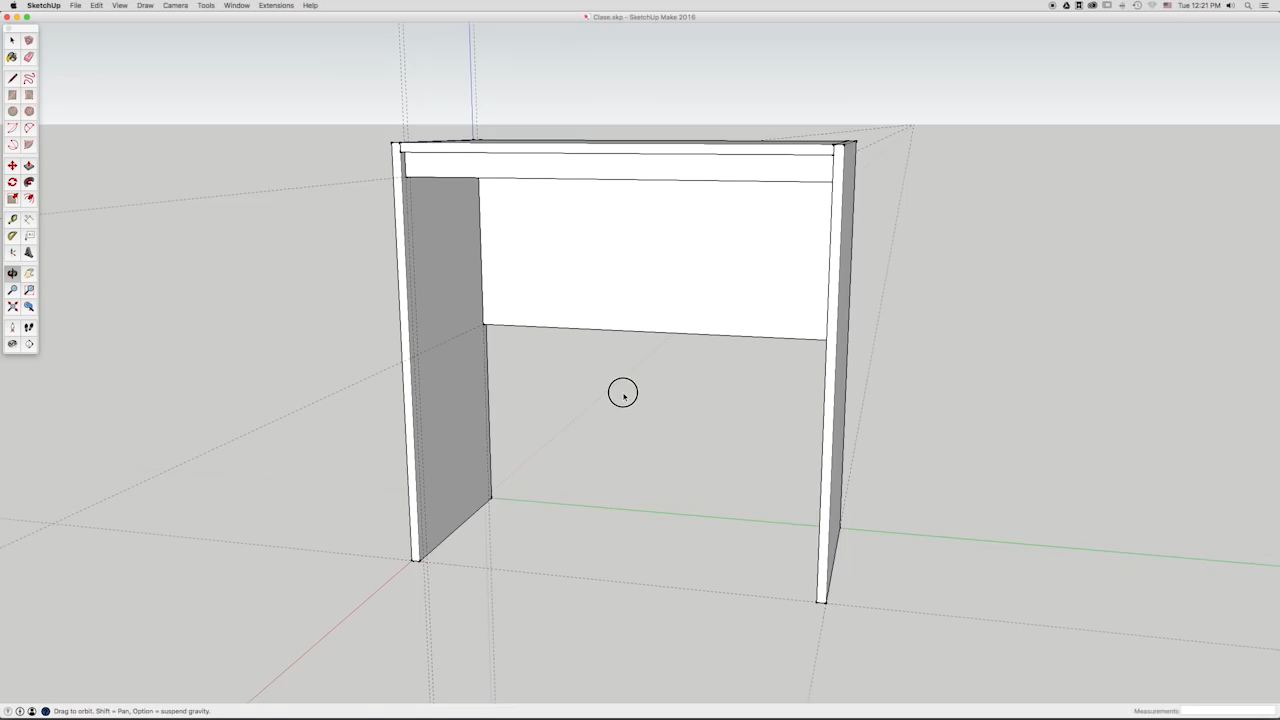 SketchUp File Edit View Draw Camera Tools Window Extensions Help Tue 12:21 PM
Clase.skp - SketchUp Make 2016
Drag to orbit. Shift = Pan, Option = suspend gravity. Measurements: